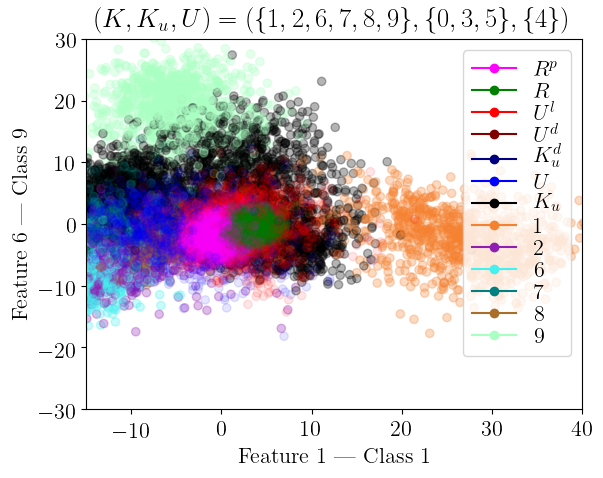 (K, K_u, U) = ({1, 2, 6, 7, 8, 9}, {0, 3, 5}, {4})
30
20
10
0
−10
−20
−30
Feature 6 — Class 9
−10 0 10 20 30 40
Feature 1 — Class 1
R^p
R
U^l
U^d
K_u^d
U
K_u
1
2
6
7
8
9